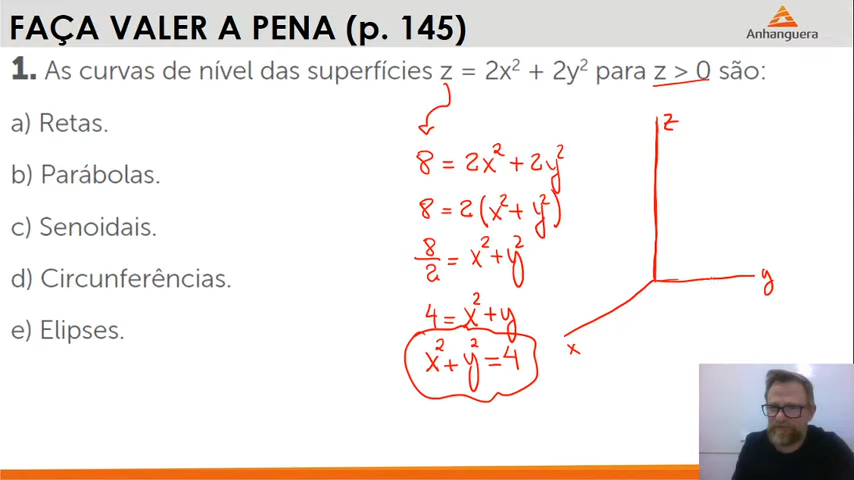 FAÇA VALER A PENA (p. 145)
Anhanguera
1. As curvas de nível das superfícies z = 2x² + 2y² para z > 0 são:
a) Retas.
b) Parábolas.
c) Senoidais.
d) Circunferências.
e) Elipses.
8 = 2x² + 2y²
8 = 2(x² + y²)
8/2 = x² + y²
4 = x² + y
x² + y² = 4
z
y
x